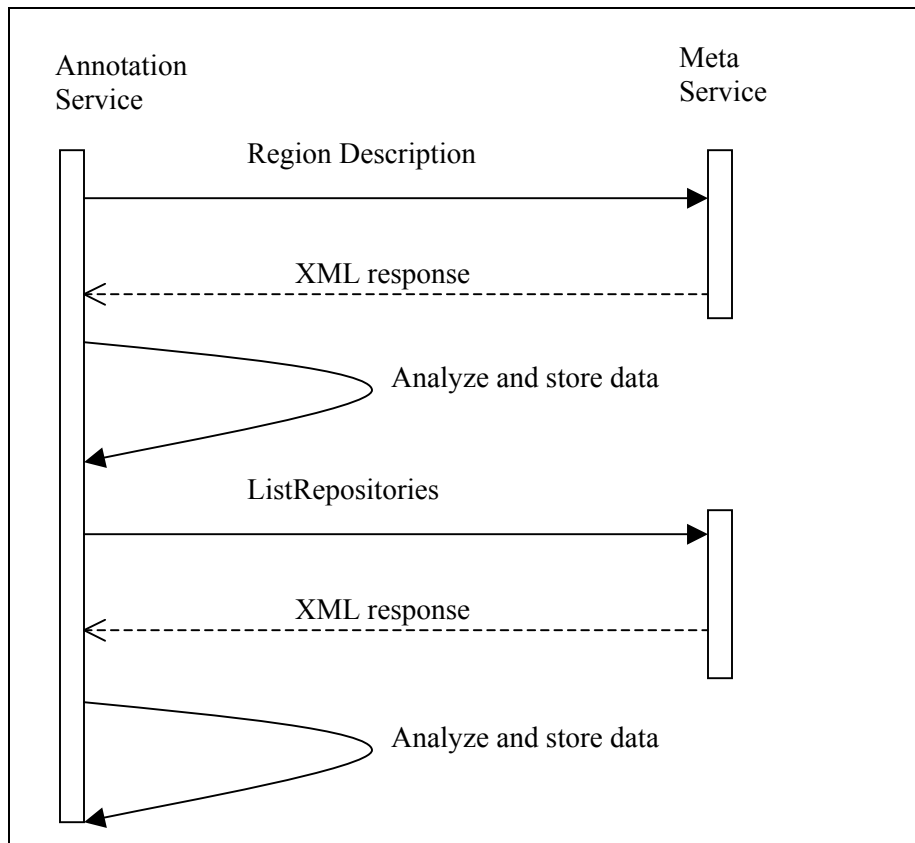 Annotation
Service
Meta
Service
Region Description
XML response
Analyze and store data
ListRepositories
XML response
Analyze and store data